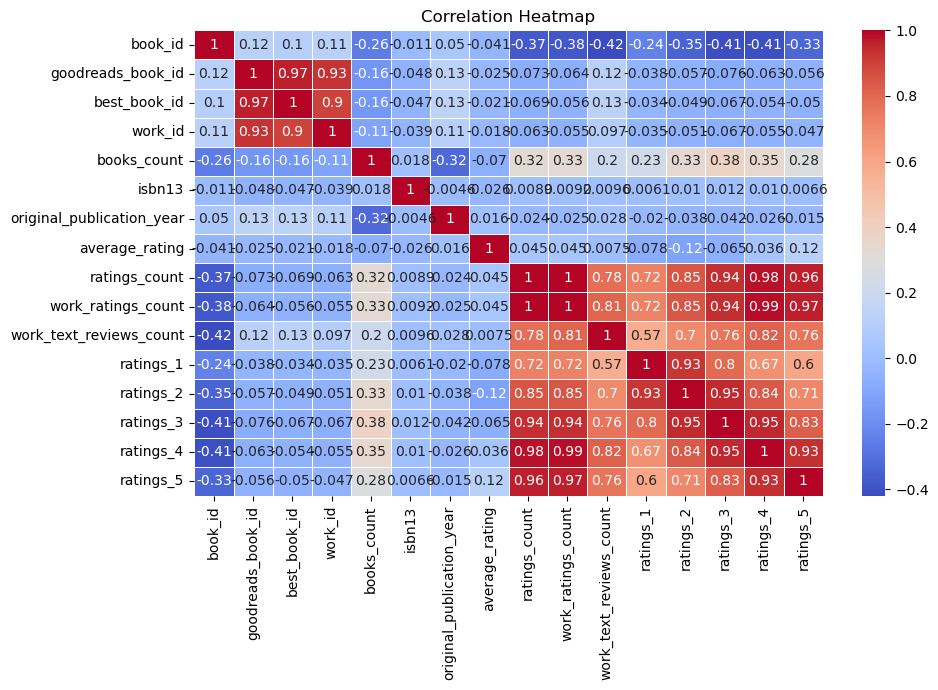 Correlation Heatmap
book_id 1 0.12 0.1 0.11 -0.26 -0.011 0.05 -0.041 -0.37 -0.38 -0.42 -0.24 -0.35 -0.41 -0.41 -0.33
goodreads_book_id 0.12 1 0.97 0.93 -0.16 -0.048 0.13 -0.025 -0.073 -0.064 0.12 -0.038 -0.057 -0.076 -0.063 -0.056
best_book_id 0.1 0.97 1 0.9 -0.16 -0.047 0.13 -0.021 -0.069 -0.056 0.13 -0.034 -0.049 -0.067 -0.054 -0.05
work_id 0.11 0.93 0.9 1 -0.11 -0.039 0.11 -0.018 -0.063 -0.055 0.097 -0.035 -0.051 -0.067 -0.055 -0.047
books_count -0.26 -0.16 -0.16 -0.11 1 0.018 -0.32 -0.07 0.32 0.33 0.2 0.23 0.33 0.38 0.35 0.28
isbn13 -0.011 -0.048 -0.047 -0.039 0.018 1 -0.0046 -0.026 0.0089 0.0092 0.0096 0.0061 0.01 0.012 0.01 0.0066
original_publication_year 0.05 0.13 0.13 0.11 -0.32 -0.0046 1 0.016 -0.024 -0.025 0.028 -0.02 -0.038 -0.042 -0.026 -0.015
average_rating -0.041 -0.025 -0.021 -0.018 -0.07 -0.026 0.016 1 0.045 0.045 0.0075 -0.078 -0.12 -0.065 0.036 0.12
ratings_count -0.37 -0.073 -0.069 -0.063 0.32 0.0089 -0.024 0.045 1 1 0.78 0.72 0.85 0.94 0.98 0.96
work_ratings_count -0.38 -0.064 -0.056 -0.055 0.33 0.0092 -0.025 0.045 1 1 0.81 0.72 0.85 0.94 0.99 0.97
work_text_reviews_count -0.42 0.12 0.13 0.097 0.2 0.0096 0.028 0.0075 0.78 0.81 1 0.57 0.7 0.76 0.82 0.76
ratings_1 -0.24 -0.038 -0.034 -0.035 0.23 0.0061 -0.02 -0.078 0.72 0.72 0.57 1 0.93 0.8 0.67 0.6
ratings_2 -0.35 -0.057 -0.049 -0.051 0.33 0.01 -0.038 -0.12 0.85 0.85 0.7 0.93 1 0.95 0.84 0.71
ratings_3 -0.41 -0.076 -0.067 -0.067 0.38 0.012 -0.042 -0.065 0.94 0.94 0.76 0.8 0.95 1 0.95 0.83
ratings_4 -0.41 -0.063 -0.054 -0.055 0.35 0.01 -0.026 0.036 0.98 0.99 0.82 0.67 0.84 0.95 1 0.93
ratings_5 -0.33 -0.056 -0.05 -0.047 0.28 0.0066 -0.015 0.12 0.96 0.97 0.76 0.6 0.71 0.83 0.93 1
book_id
goodreads_book_id
best_book_id
work_id
books_count
isbn13
original_publication_year
average_rating
ratings_count
work_ratings_count
work_text_reviews_count
ratings_1
ratings_2
ratings_3
ratings_4
ratings_5
1.0
0.8
0.6
0.4
0.2
0.0
−0.2
−0.4